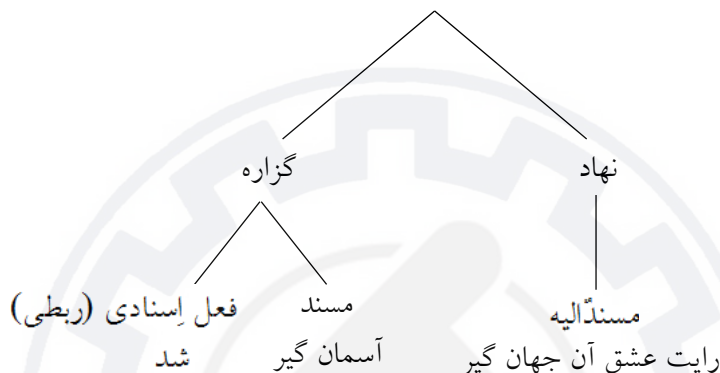 نهاد گزاره
مسندٌالیه مسند فعل اِسنادی (ربطی)
رایت عشق آن جهان گیر آسمان گیر شد